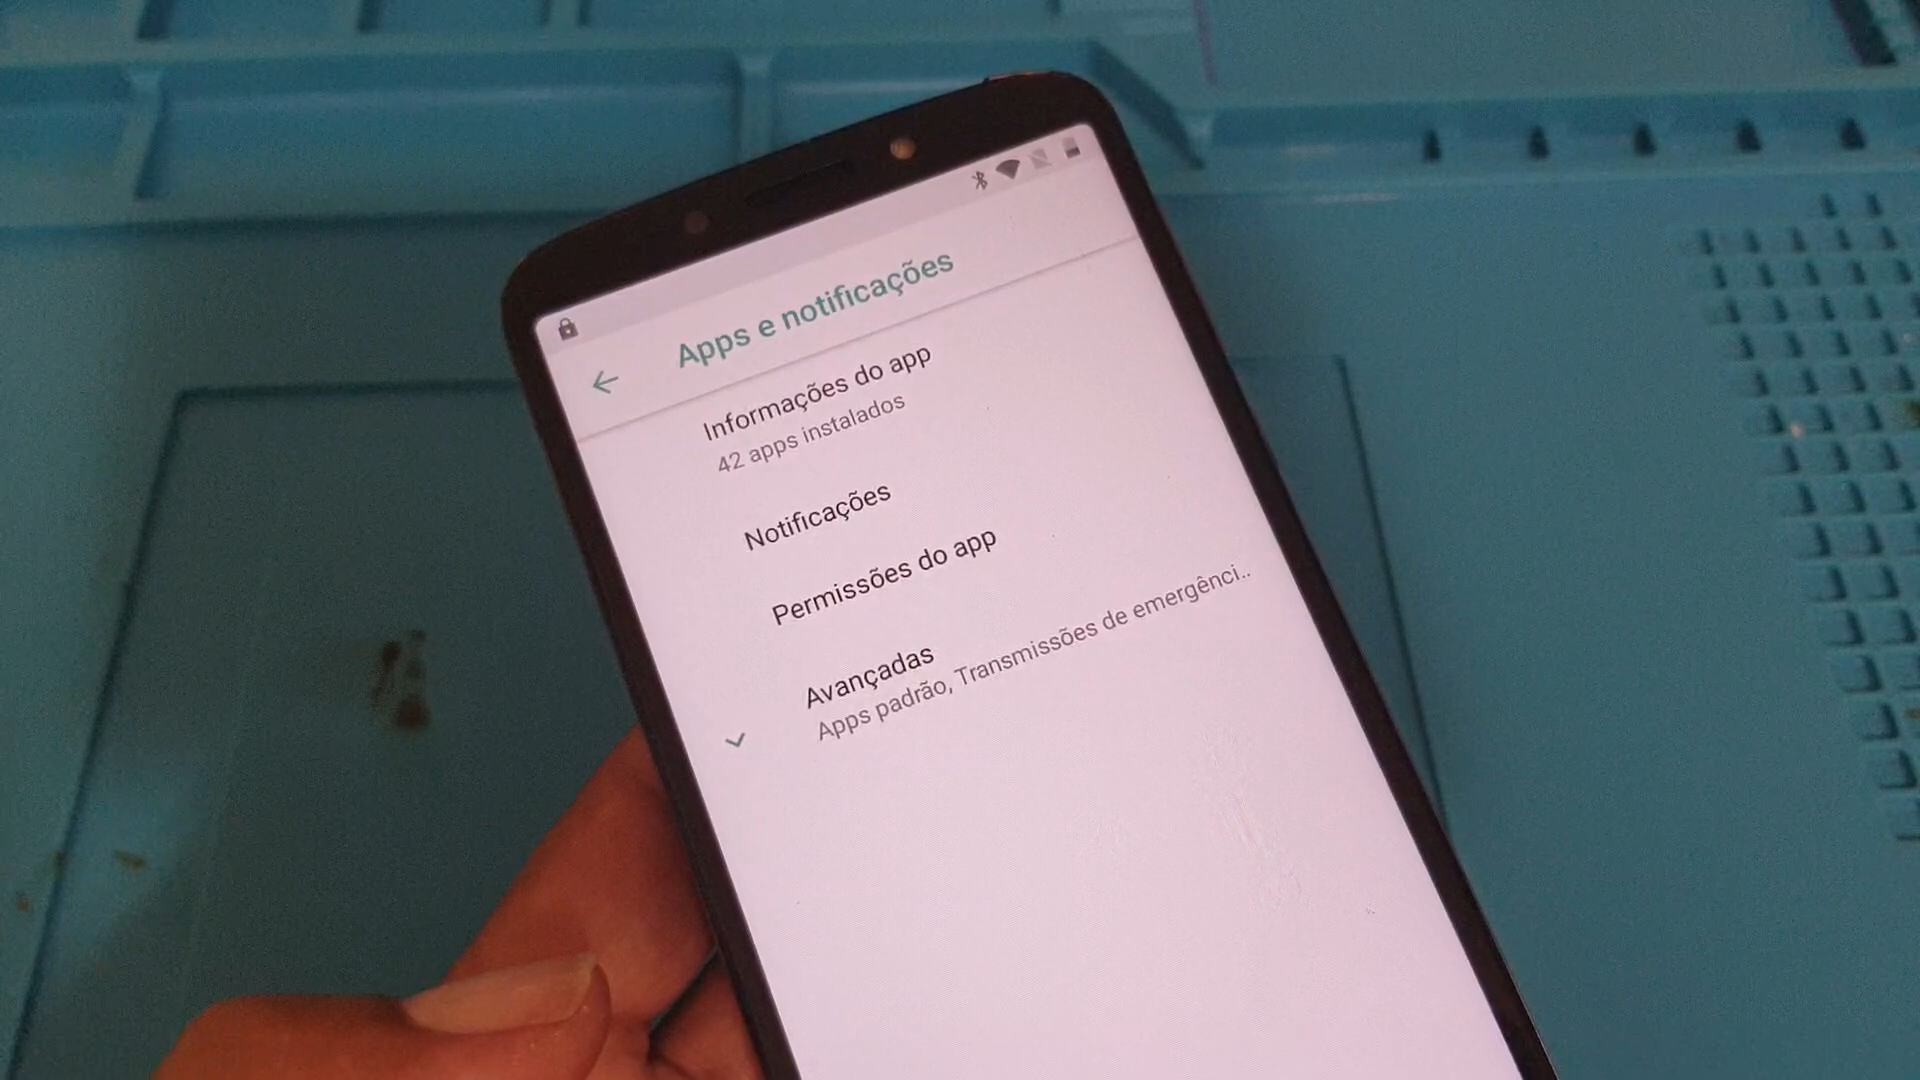 Apps e notificações
Informações do app
42 apps instalados
Notificações
Permissões do app
Avançadas
Apps padrão, Transmissões de emergênci..